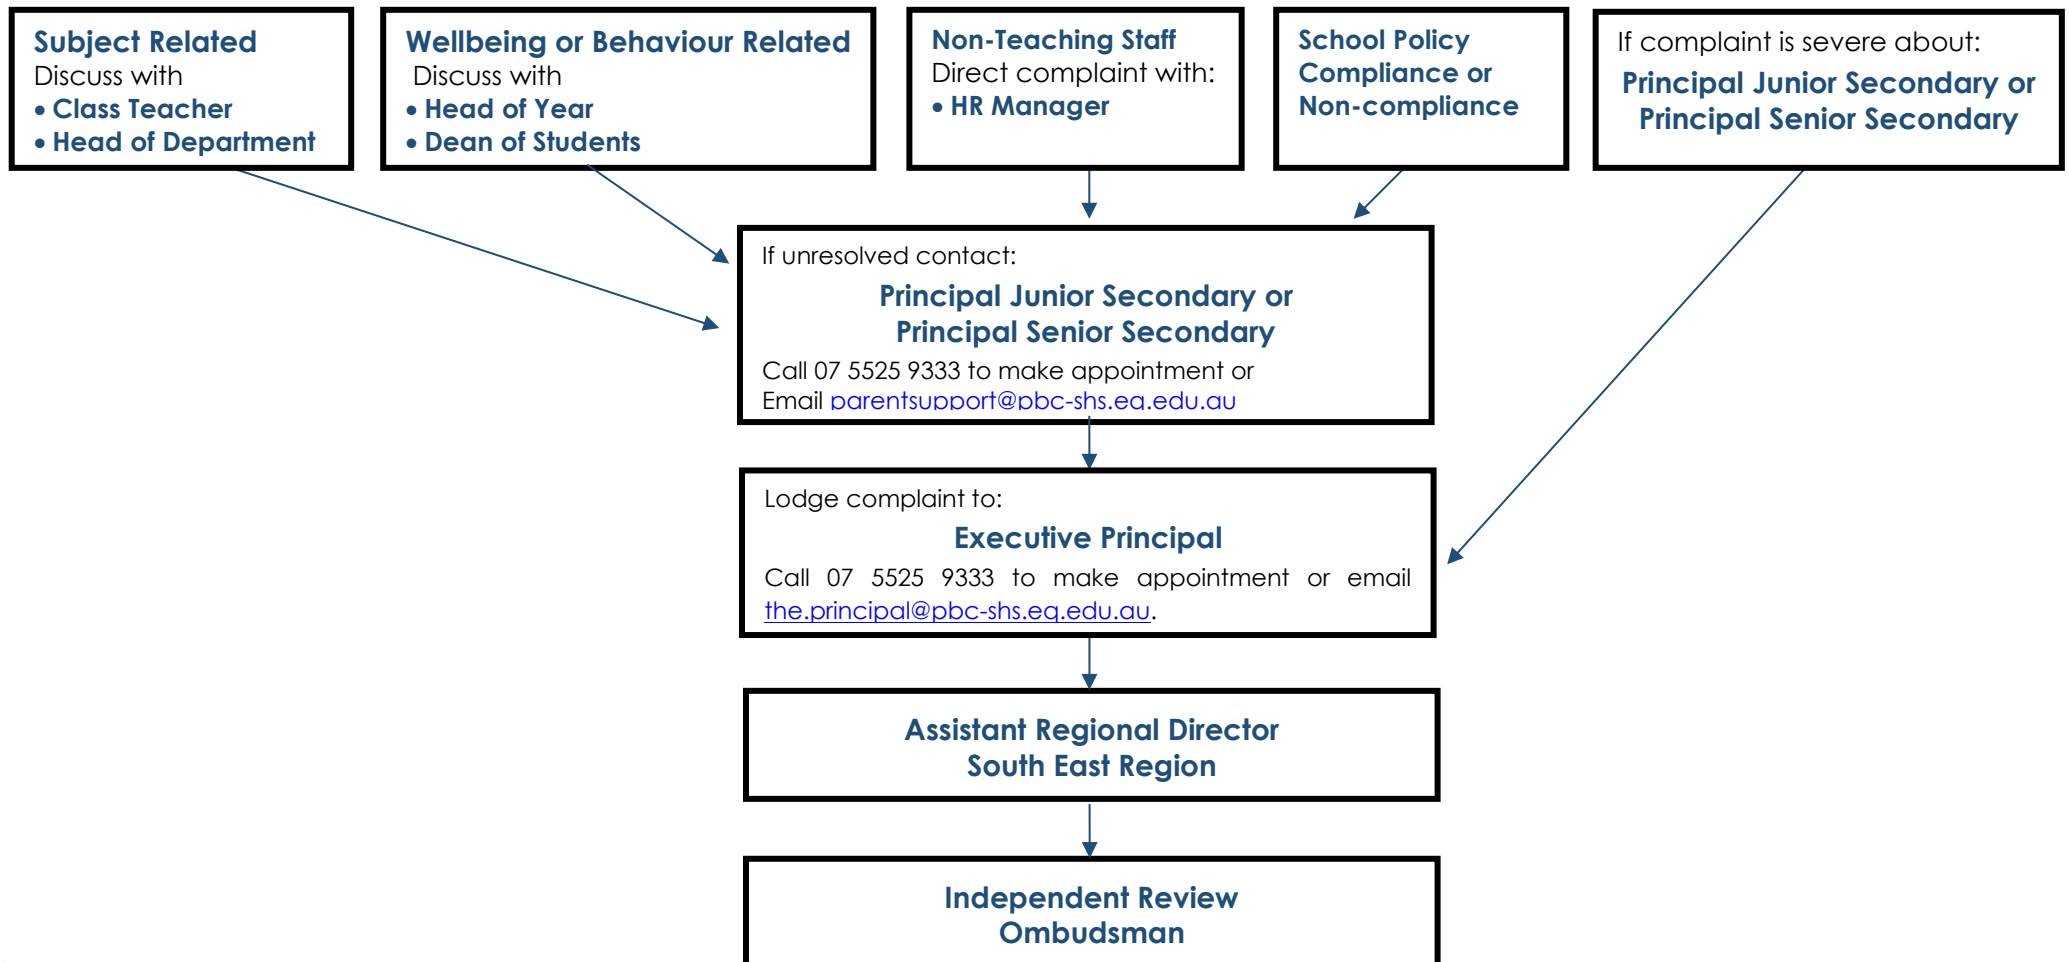 Subject Related
Discuss with
• Class Teacher
• Head of Department
Wellbeing or Behaviour Related
Discuss with
• Head of Year
• Dean of Students
Non-Teaching Staff
Direct complaint with:
• HR Manager
School Policy
Compliance or
Non-compliance
If complaint is severe about:
Principal Junior Secondary or
Principal Senior Secondary
If unresolved contact:
Principal Junior Secondary or
Principal Senior Secondary
Call 07 5525 9333 to make appointment or
Email parentsupport@pbc-shs.eq.edu.au
Lodge complaint to:
Executive Principal
Call 07 5525 9333 to make appointment or email
the.principal@pbc-shs.eq.edu.au.
Assistant Regional Director
South East Region
Independent Review
Ombudsman